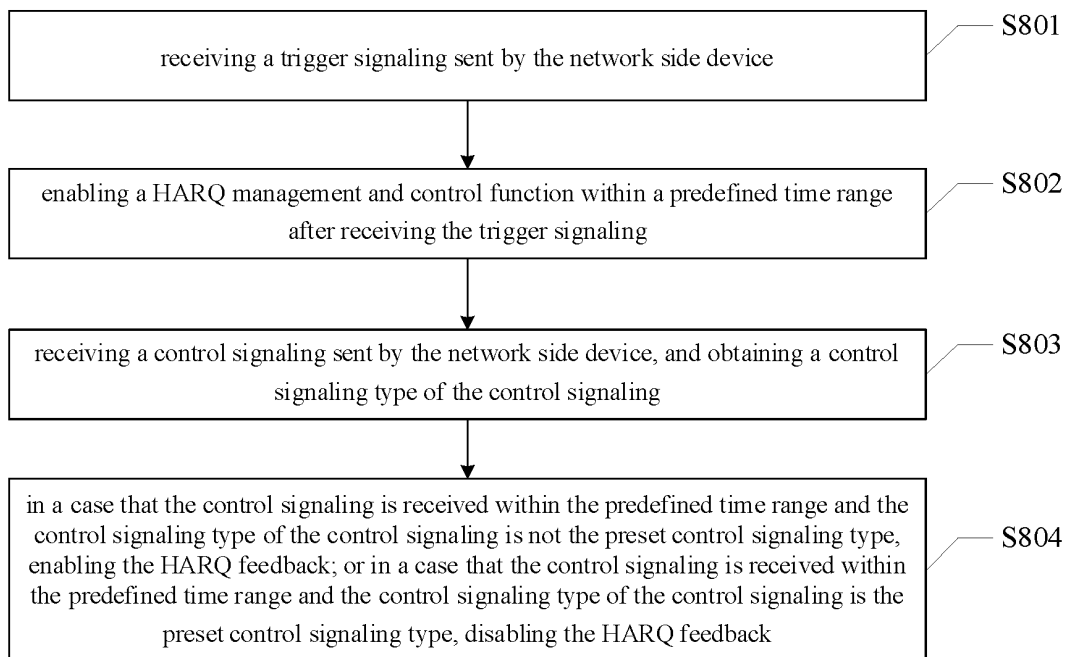 receiving a trigger signaling sent by the network side device
S801
enabling a HARQ management and control function within a predefined time range
after receiving the trigger signaling
S802
receiving a control signaling sent by the network side device, and obtaining a control
signaling type of the control signaling
S803
in a case that the control signaling is received within the predefined time range and the
control signaling type of the control signaling is not the preset control signaling type,
enabling the HARQ feedback; or in a case that the control signaling is received within
the predefined time range and the control signaling type of the control signaling is the
preset control signaling type, disabling the HARQ feedback
S804